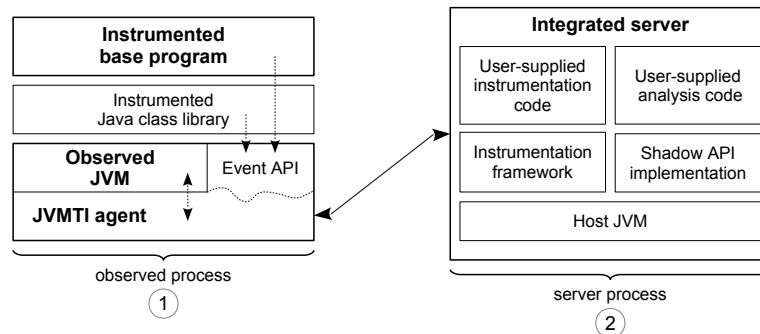 Instrumented
base program
Instrumented
Java class library
Observed
JVM
Event API
JVMTI agent
observed process
1
Integrated server
User-supplied
instrumentation
code
User-supplied
analysis code
Instrumentation
framework
Shadow API
implementation
Host JVM
server process
2